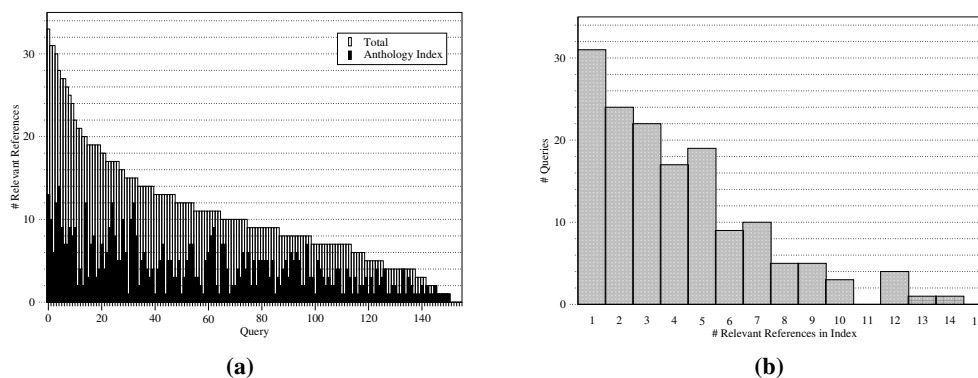 30
20
10
0
# Relevant References
Total
Anthology Index
0 20 40 60 80 100 120 140
Query
(a)
30
20
10
0
# Queries
1 2 3 4 5 6 7 8 9 10 11 12 13 14 1
# Relevant References in Index
(b)